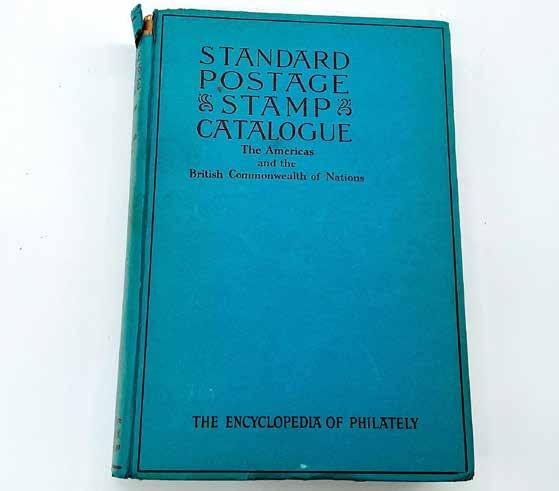 STANDARD
POSTAGE
STAMP
CATALOGUE
The Americas
and the
British Commonwealth of Nations
THE ENCYCLOPEDIA OF PHILATELY